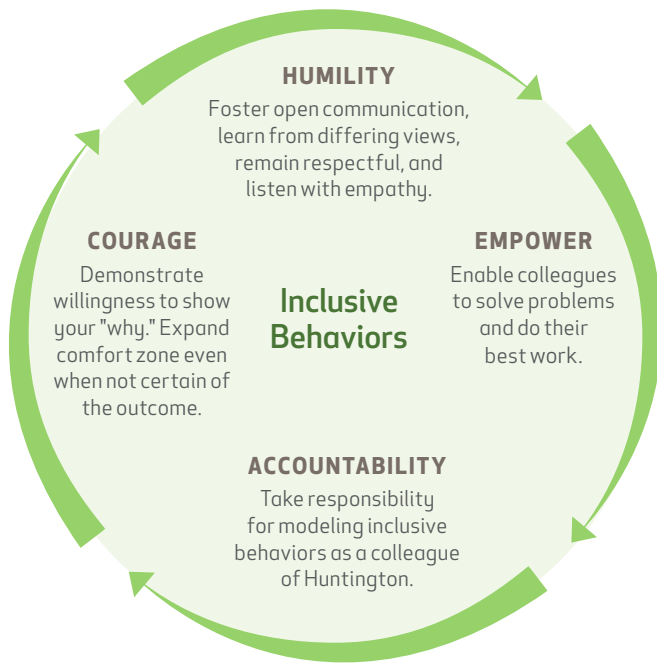 HUMILITY
Foster open communication,
learn from differing views,
remain respectful, and
listen with empathy.
EMPOWER
Enable colleagues
to solve problems
and do their
best work.
ACCOUNTABILITY
Take responsibility
for modeling inclusive
behaviors as a colleague
of Huntington.
COURAGE
Demonstrate
willingness to show
your "why." Expand
comfort zone even
when not certain of
the outcome.
Inclusive
Behaviors